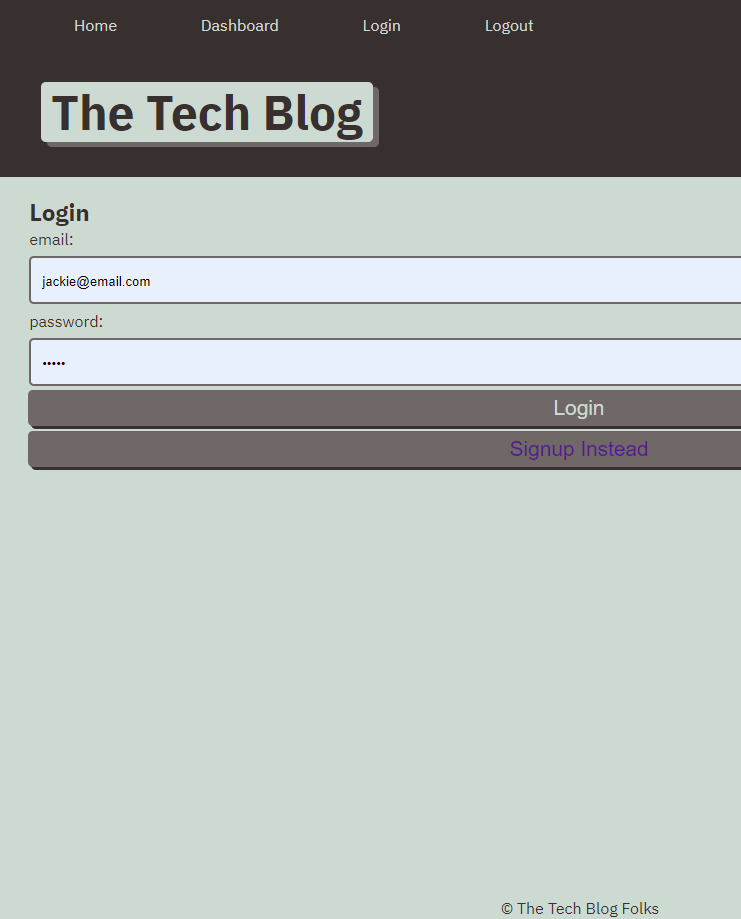 Home Dashboard Login Logout
The Tech Blog
Login
email:
jackie@email.com
password:
•••••
Login
Signup Instead
© The Tech Blog Folks